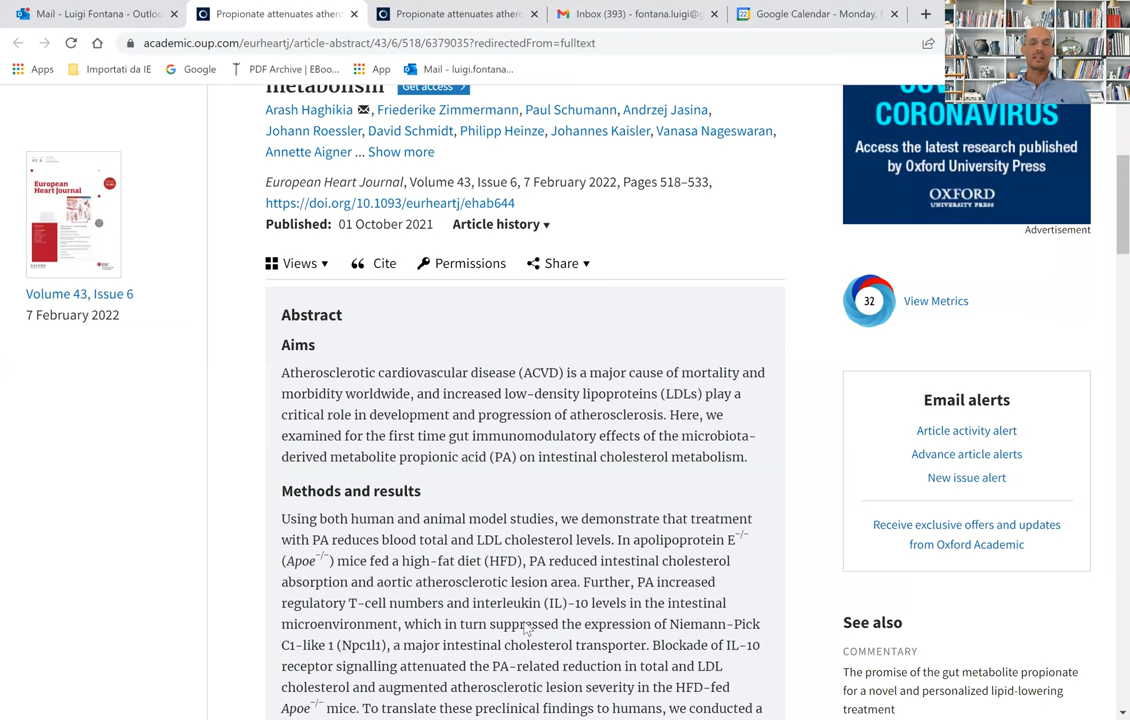 Mail - Luigi Fontana - Outloo
Propionate attenuates athero
Propionate attenuates athero
Inbox (393) - fontana.luigi@g
Google Calendar - Monday,
academic.oup.com/eurheartj/article-abstract/43/6/518/6379035?redirectedFrom=fulltext
Apps
Importati da IE
Google
PDF Archive | EBoo...
App
Mail - luigi.fontana...
metabolism
Get access
Arash Haghikia, Friederike Zimmermann, Paul Schumann, Andrzej Jasina,
Johann Roessler, David Schmidt, Philipp Heinze, Johannes Kaisler, Vanasa Nageswaran,
Annette Aigner ... Show more
European Heart Journal, Volume 43, Issue 6, 7 February 2022, Pages 518–533,
https://doi.org/10.1093/eurheartj/ehab644
Published: 01 October 2021 Article history
Views
Cite
Permissions
Share
European
Heart Journal
Volume 43, Issue 6
7 February 2022
Abstract
Aims
Atherosclerotic cardiovascular disease (ACVD) is a major cause of mortality and
morbidity worldwide, and increased low-density lipoproteins (LDLs) play a
critical role in development and progression of atherosclerosis. Here, we
examined for the first time gut immunomodulatory effects of the microbiota-
derived metabolite propionic acid (PA) on intestinal cholesterol metabolism.
Methods and results
Using both human and animal model studies, we demonstrate that treatment
with PA reduces blood total and LDL cholesterol levels. In apolipoprotein E−/−
(Apoe−/−) mice fed a high-fat diet (HFD), PA reduced intestinal cholesterol
absorption and aortic atherosclerotic lesion area. Further, PA increased
regulatory T-cell numbers and interleukin (IL)-10 levels in the intestinal
microenvironment, which in turn suppressed the expression of Niemann-Pick
C1-like 1 (Npc1l1), a major intestinal cholesterol transporter. Blockade of IL-10
receptor signalling attenuated the PA-related reduction in total and LDL
cholesterol and augmented atherosclerotic lesion severity in the HFD-fed
Apoe−/− mice. To translate these preclinical findings to humans, we conducted a
CORONAVIRUS
Access the latest research published
by Oxford University Press
OXFORD
UNIVERSITY PRESS
Advertisement
32
View Metrics
Email alerts
Article activity alert
Advance article alerts
New issue alert
Receive exclusive offers and updates
from Oxford Academic
See also
COMMENTARY
The promise of the gut metabolite propionate
for a novel and personalized lipid-lowering
treatment